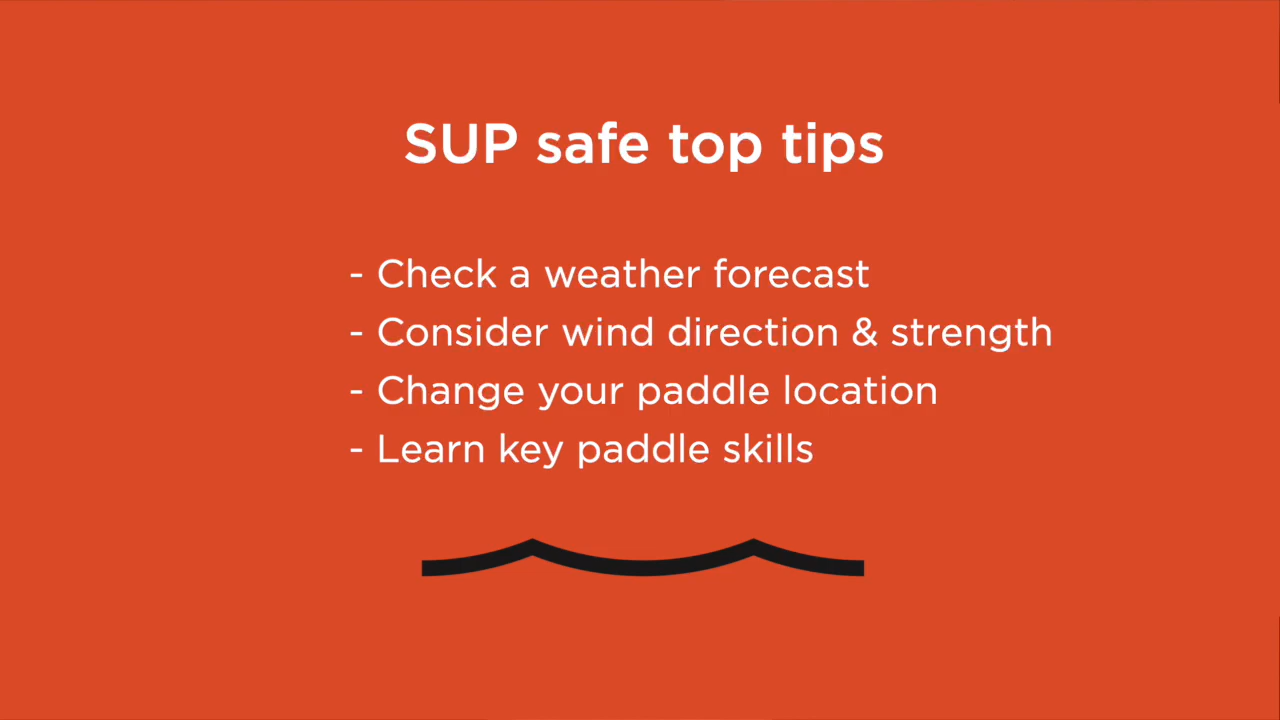 SUP safe top tips
- Check a weather forecast
- Consider wind direction & strength
- Change your paddle location
- Learn key paddle skills